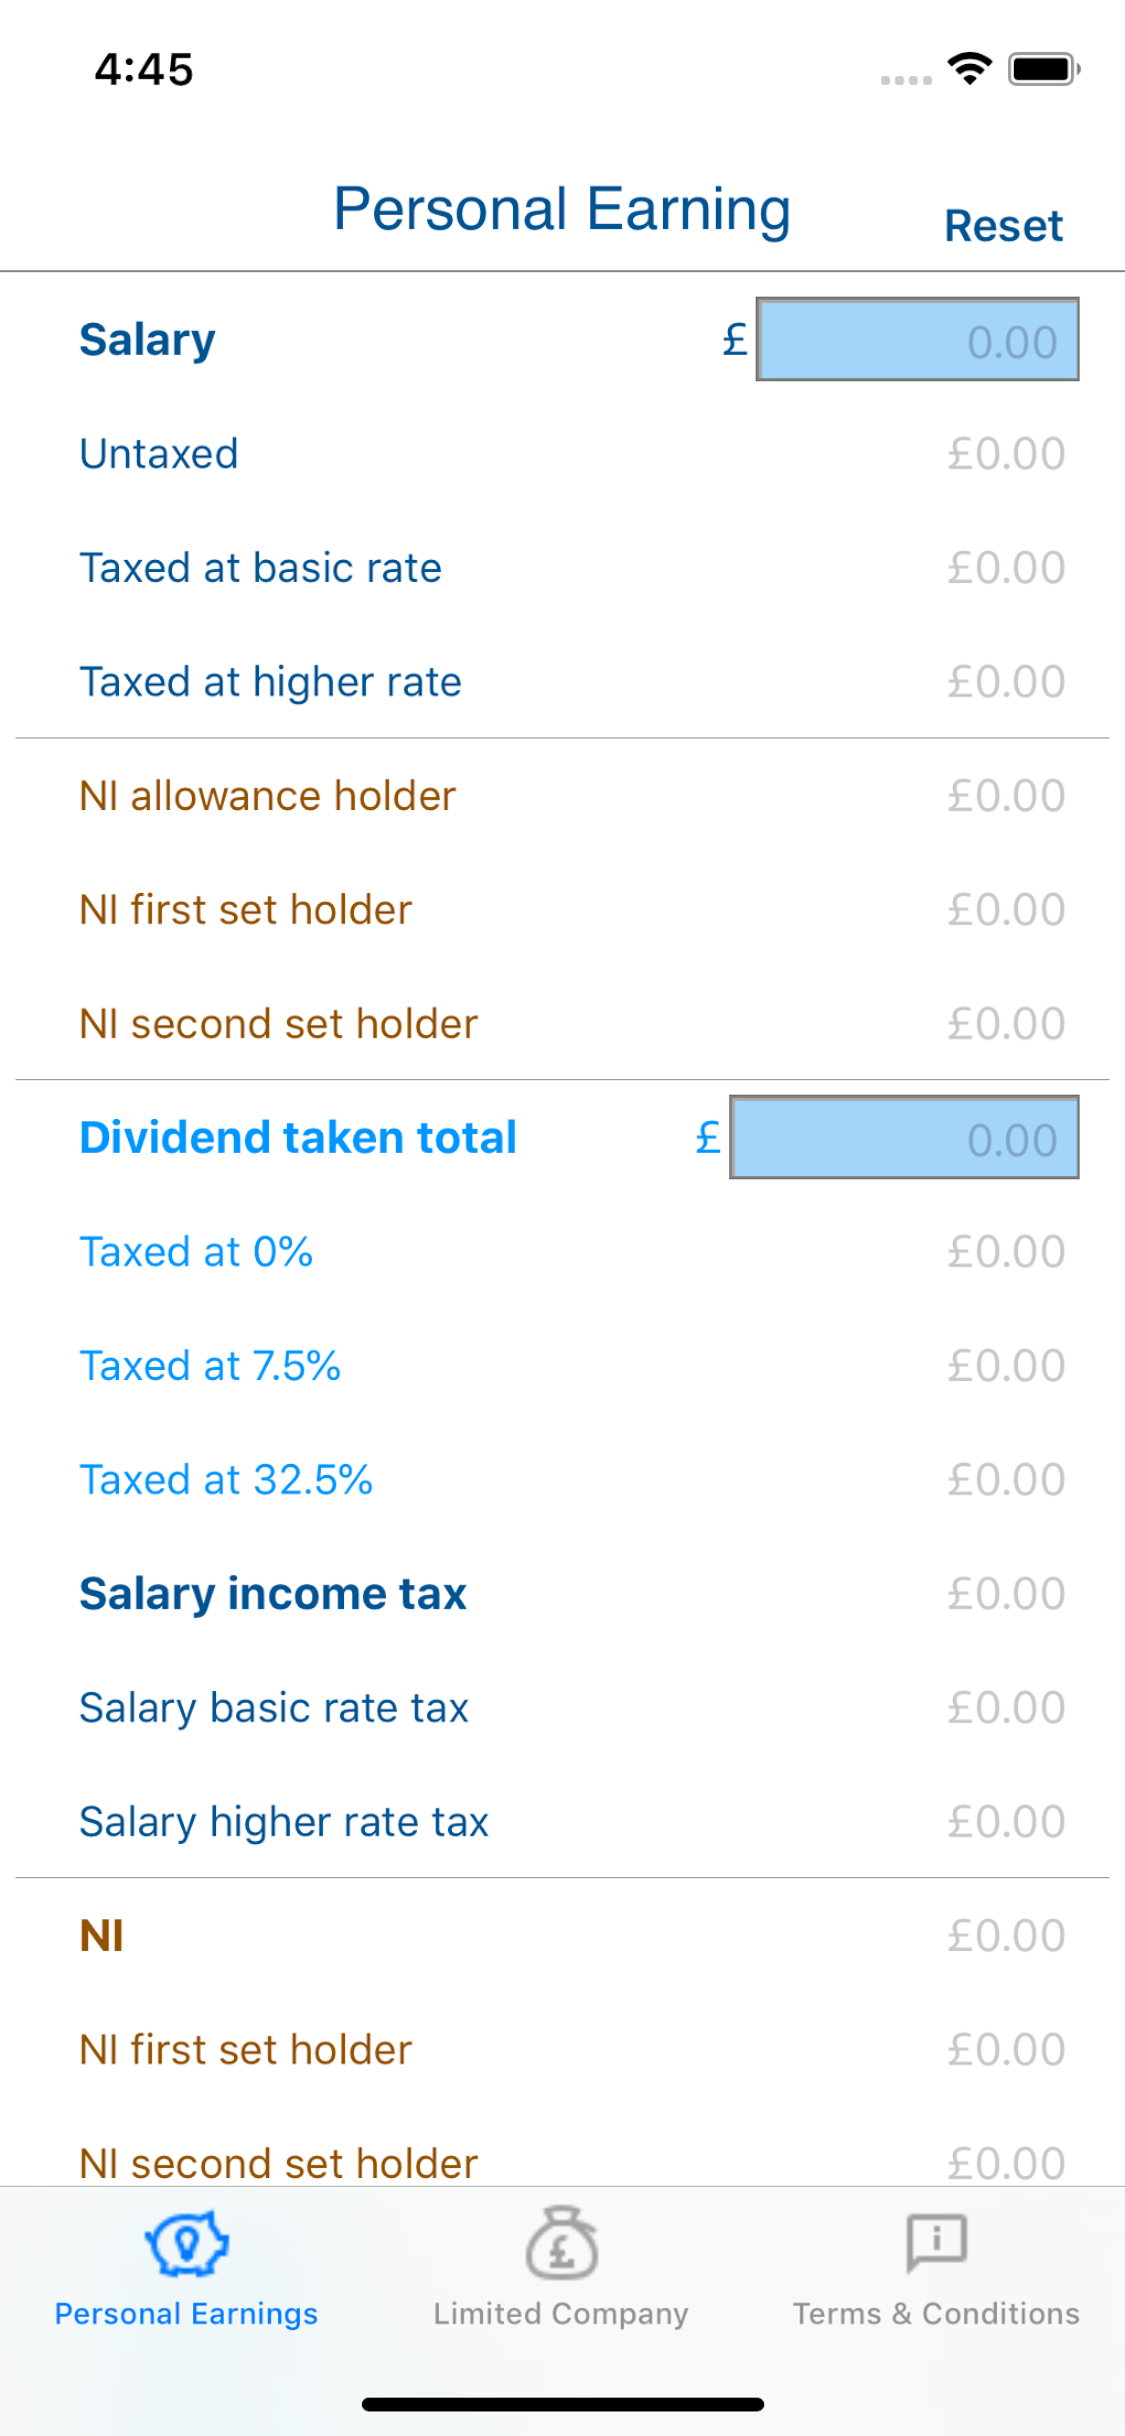 4:45
Personal Earning
Reset
Salary £ 0.00
Untaxed £0.00
Taxed at basic rate £0.00
Taxed at higher rate £0.00
NI allowance holder £0.00
NI first set holder £0.00
NI second set holder £0.00
Dividend taken total £ 0.00
Taxed at 0% £0.00
Taxed at 7.5% £0.00
Taxed at 32.5% £0.00
Salary income tax £0.00
Salary basic rate tax £0.00
Salary higher rate tax £0.00
NI £0.00
NI first set holder £0.00
NI second set holder £0.00
Personal Earnings Limited Company Terms & Conditions